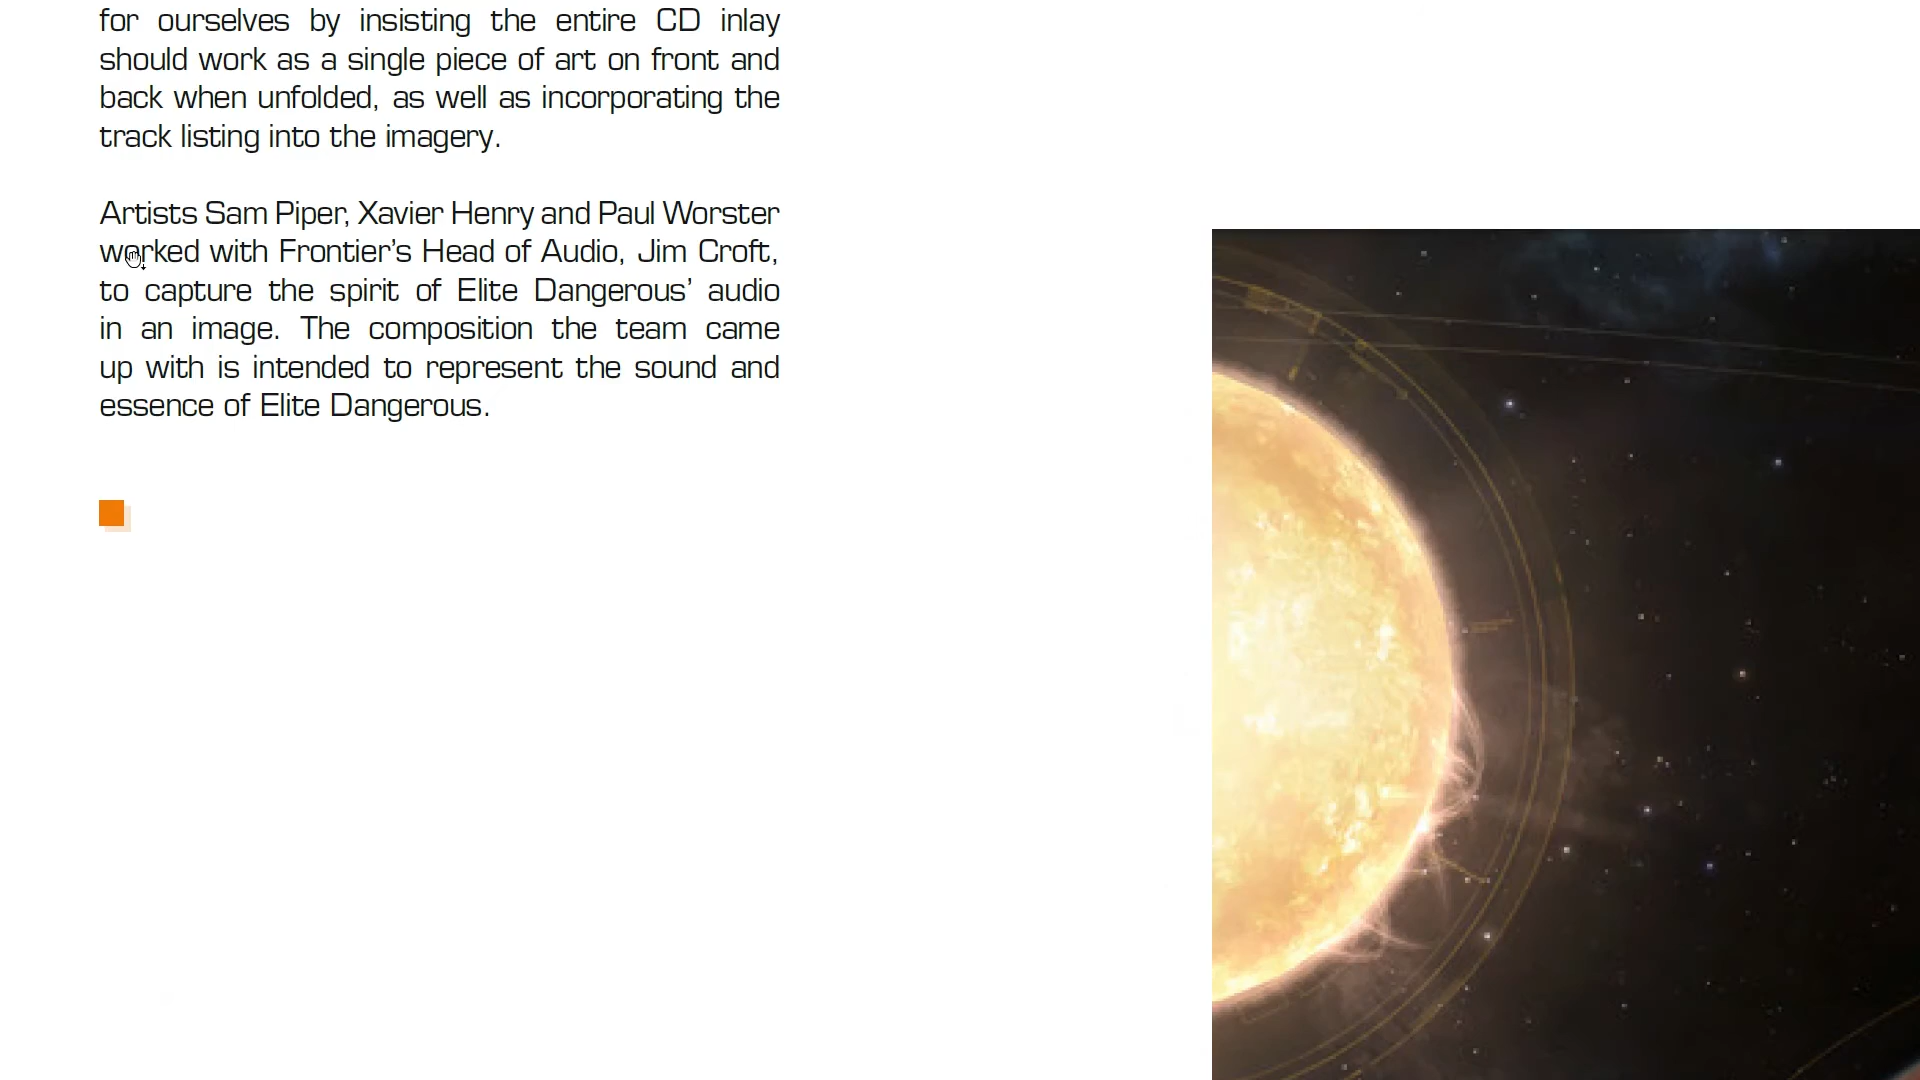 for ourselves by insisting the entire CD inlay
should work as a single piece of art on front and
back when unfolded, as well as incorporating the
track listing into the imagery.
Artists Sam Piper, Xavier Henry and Paul Worster
worked with Frontier’s Head of Audio, Jim Croft,
to capture the spirit of Elite Dangerous’ audio
in an image. The composition the team came
up with is intended to represent the sound and
essence of Elite Dangerous.